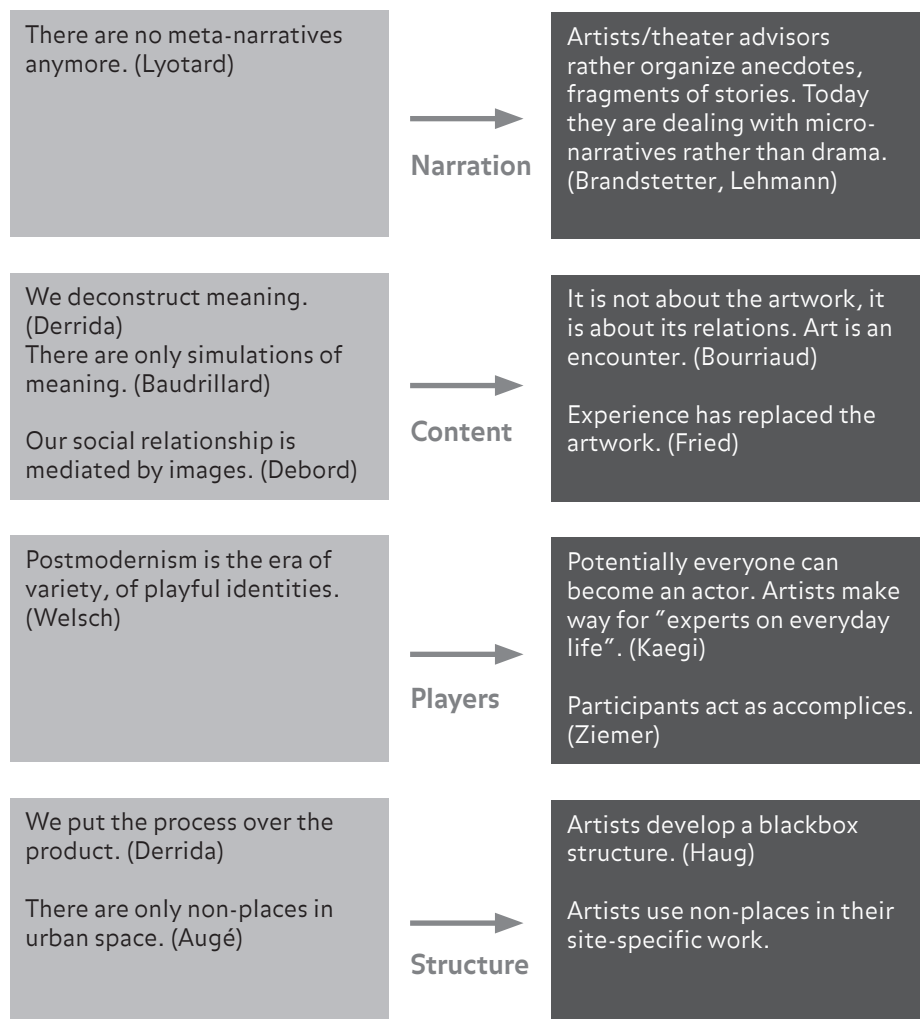 There are no meta-narratives
anymore. (Lyotard)
Narration
Artists/theater advisors
rather organize anecdotes,
fragments of stories. Today
they are dealing with micro-
narratives rather than drama.
(Brandstetter, Lehmann)
We deconstruct meaning.
(Derrida)
There are only simulations of
meaning. (Baudrillard)
Our social relationship is
mediated by images. (Debord)
Content
It is not about the artwork, it
is about its relations. Art is an
encounter. (Bourriaud)
Experience has replaced the
artwork. (Fried)
Postmodernism is the era of
variety, of playful identities.
(Welsch)
Players
Potentially everyone can
become an actor. Artists make
way for "experts on everyday
life". (Kaegi)
Participants act as accomplices.
(Ziemer)
We put the process over the
product. (Derrida)
There are only non-places in
urban space. (Augé)
Structure
Artists develop a blackbox
structure. (Haug)
Artists use non-places in their
site-specific work.